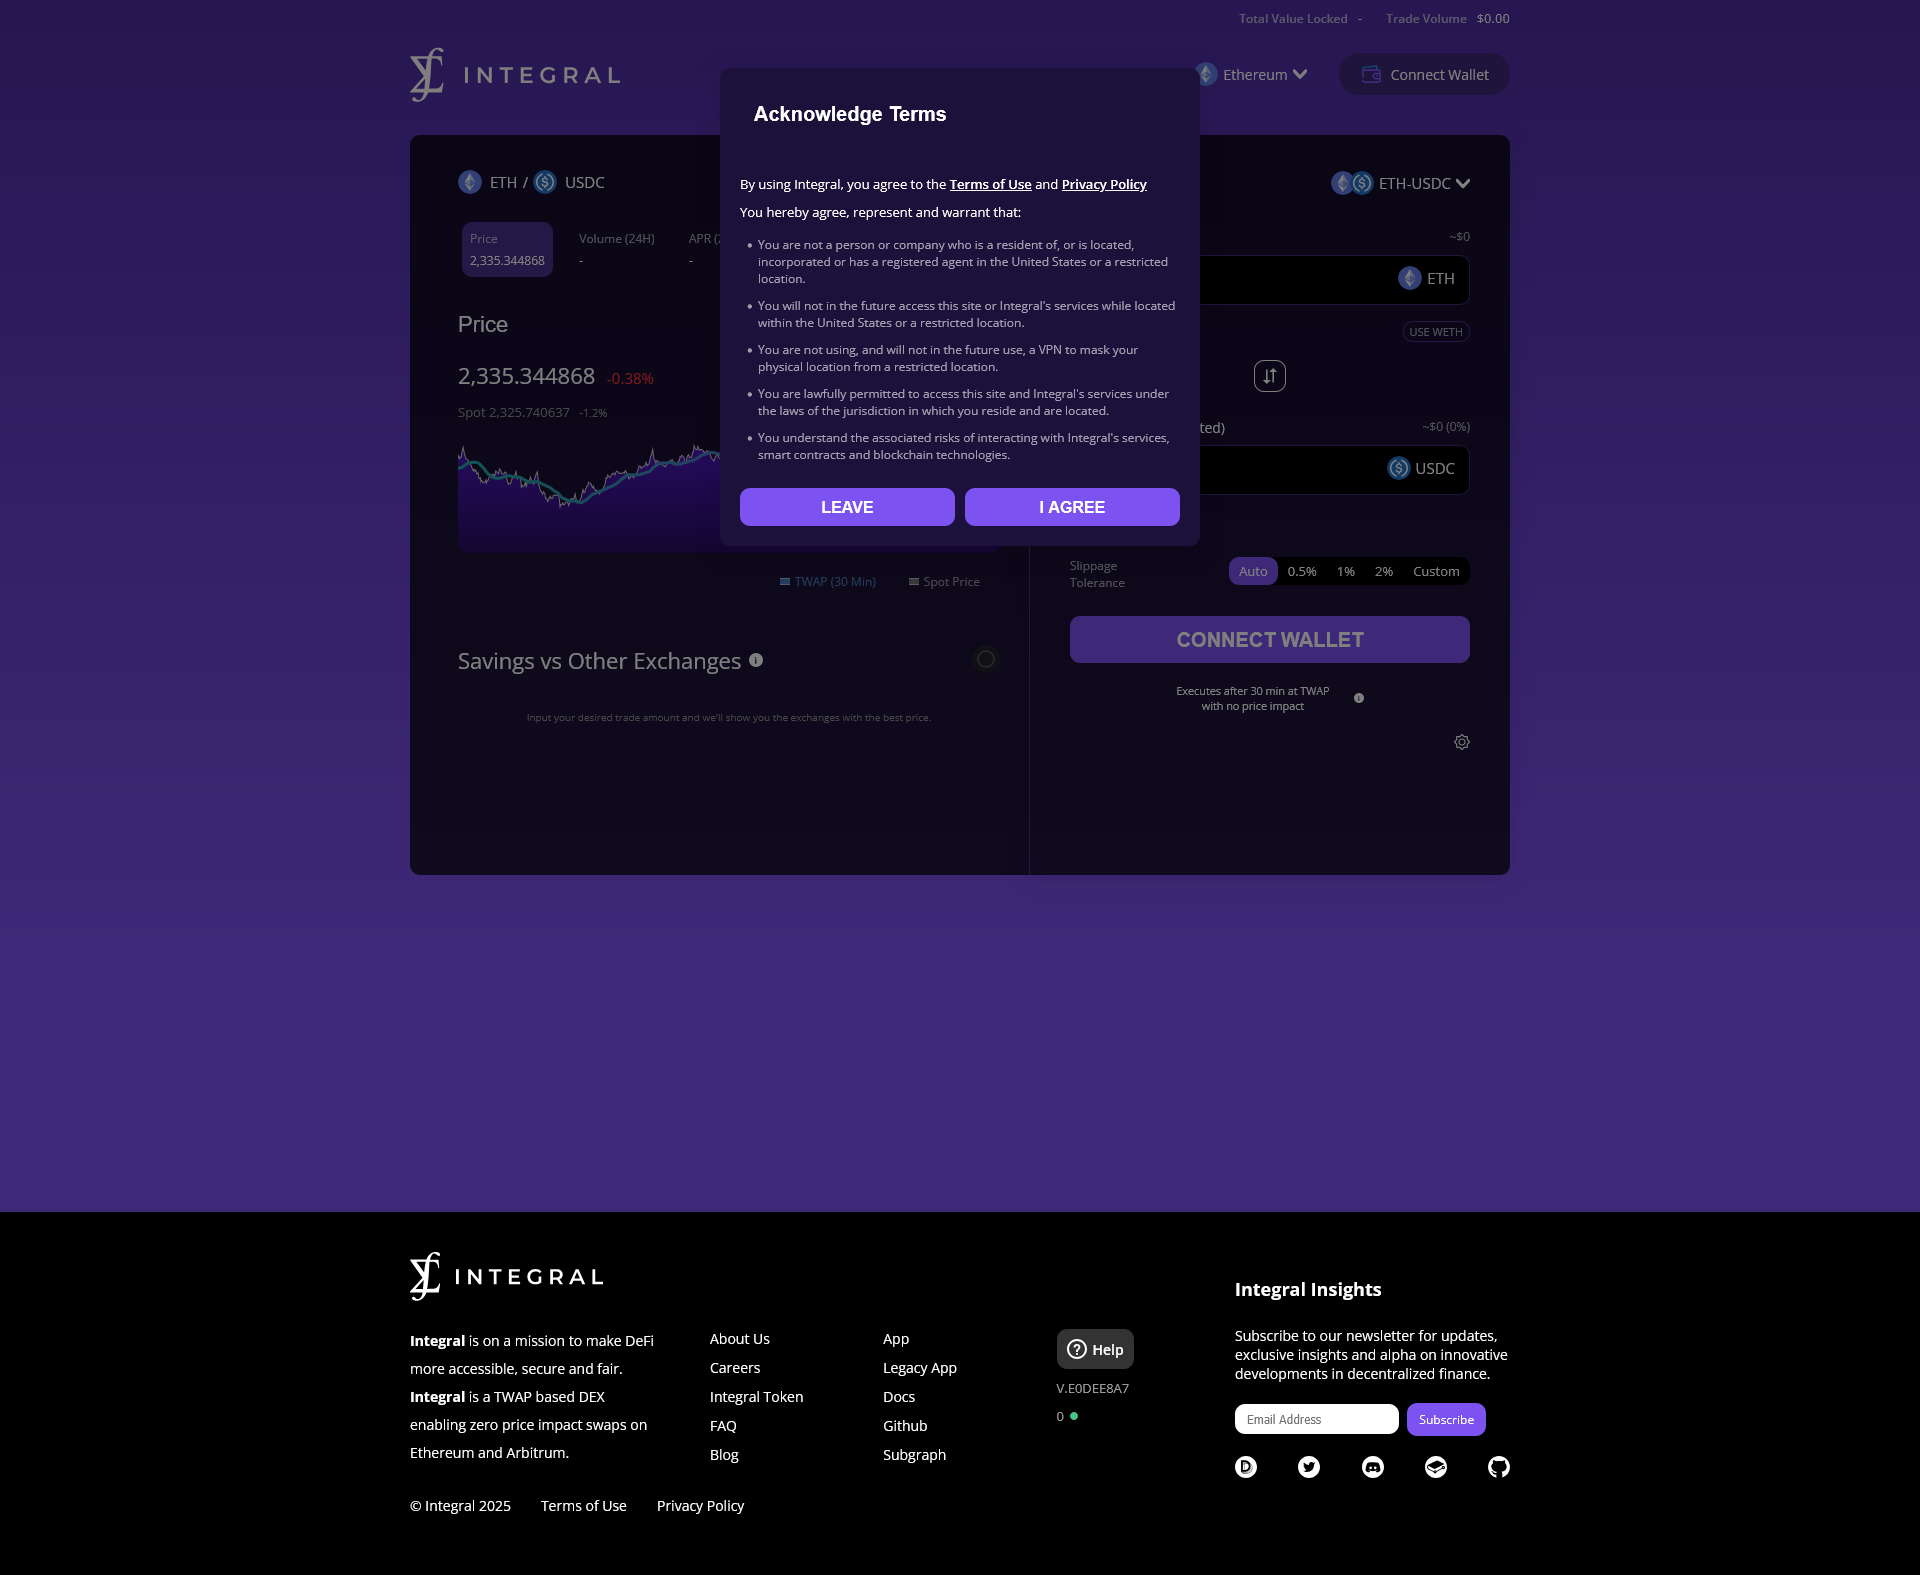 Total Value Locked - Trade Volume $0.00
INTEGRAL
Ethereum
Connect Wallet
Acknowledge Terms
By using Integral, you agree to the Terms of Use and Privacy Policy
You hereby agree, represent and warrant that:
• You are not a person or company who is a resident of, or is located,
incorporated or has a registered agent in the United States or a restricted
location.
• You will not in the future access this site or Integral's services while located
within the United States or a restricted location.
• You are not using, and will not in the future use, a VPN to mask your
physical location from a restricted location.
• You are lawfully permitted to access this site and Integral's services under
the laws of the jurisdiction in which you reside and are located.
• You understand the associated risks of interacting with Integral's services,
smart contracts and blockchain technologies.
LEAVE
I AGREE
ETH / USDC
Price
2,335.344868
Volume (24H)
-
APR (2
-
Price
2,335.344868 -0.38%
Spot 2,325.740637 -1.2%
TWAP (30 Min)
Spot Price
Savings vs Other Exchanges
Input your desired trade amount and we'll show you the exchanges with the best price.
ETH-USDC
~$0
ETH
USE WETH
ted)
~$0 (0%)
USDC
Slippage
Tolerance
Auto 0.5% 1% 2% Custom
CONNECT WALLET
Executes after 30 min at TWAP
with no price impact
INTEGRAL
Integral is on a mission to make DeFi
more accessible, secure and fair.
Integral is a TWAP based DEX
enabling zero price impact swaps on
Ethereum and Arbitrum.
About Us
Careers
Integral Token
FAQ
Blog
App
Legacy App
Docs
Github
Subgraph
Help
V.E0DEE8A7
0
Integral Insights
Subscribe to our newsletter for updates,
exclusive insights and alpha on innovative
developments in decentralized finance.
Email Address
Subscribe
© Integral 2025 Terms of Use Privacy Policy